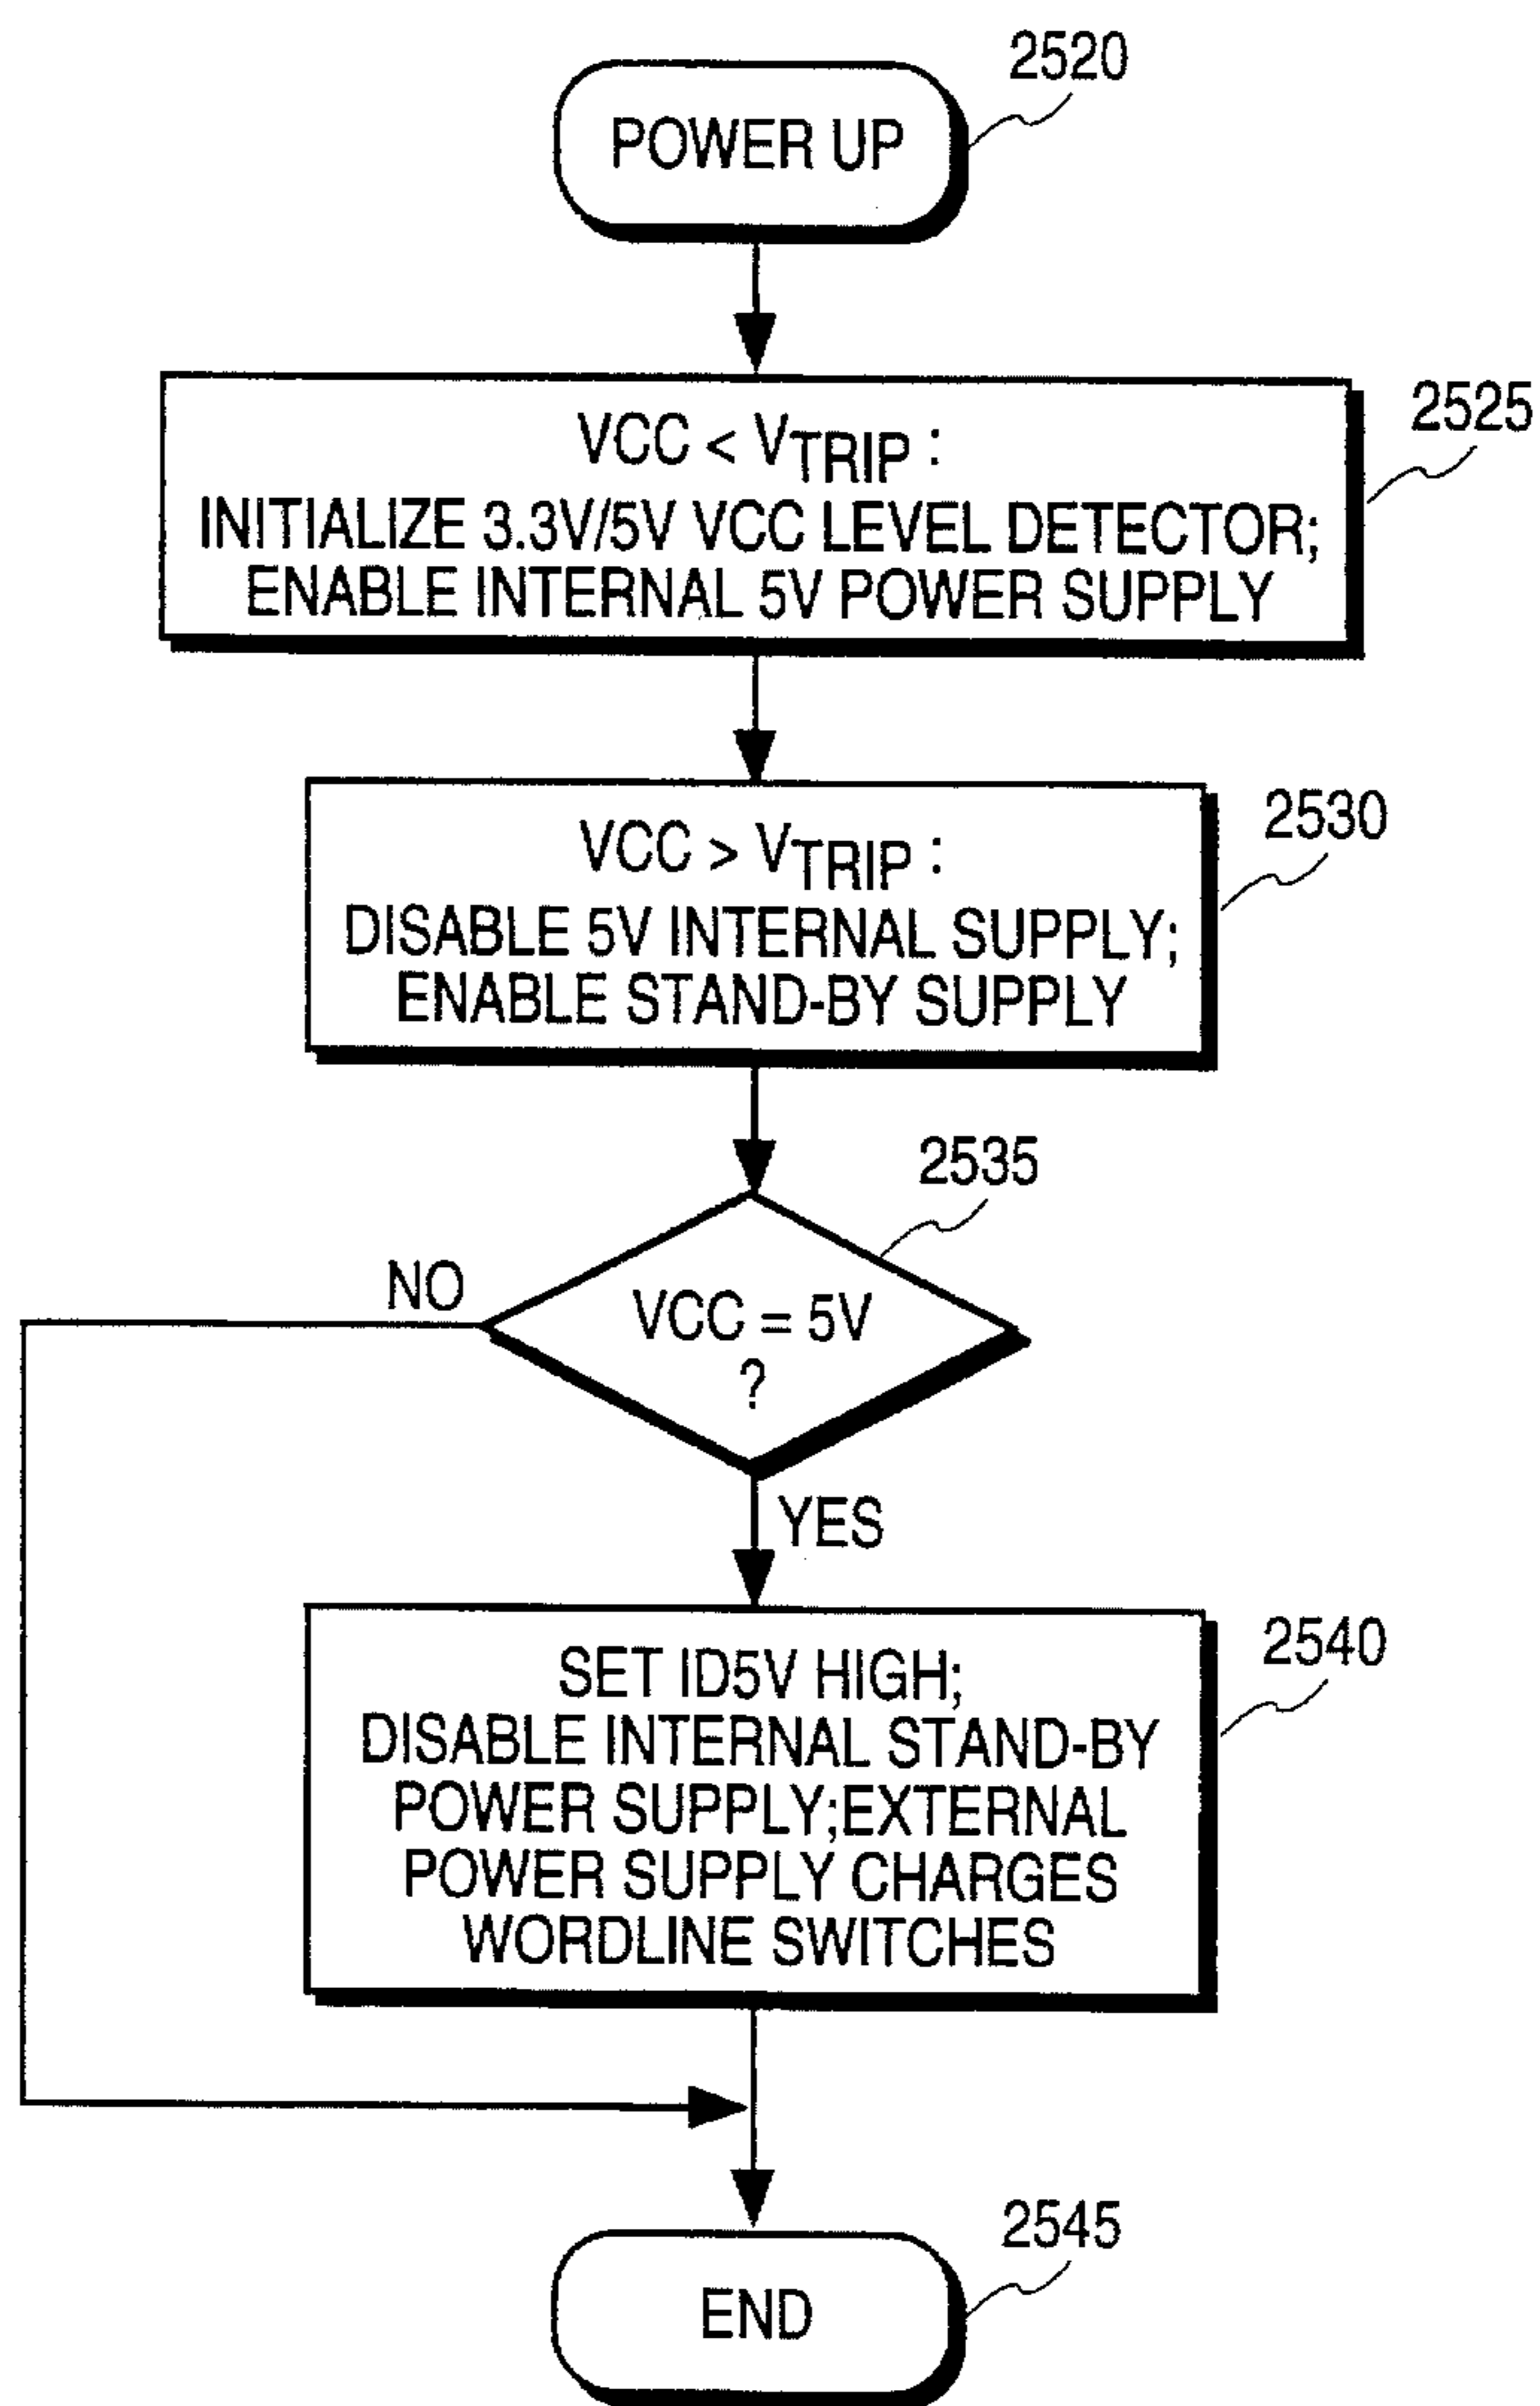 2520
POWER UP
2525
VCC < VTRIP :
INITIALIZE 3.3V/5V VCC LEVEL DETECTOR;
ENABLE INTERNAL 5V POWER SUPPLY
2530
VCC > VTRIP :
DISABLE 5V INTERNAL SUPPLY;
ENABLE STAND-BY SUPPLY
2535
NO
VCC = 5V
?
YES
2540
SET ID5V HIGH;
DISABLE INTERNAL STAND-BY
POWER SUPPLY;EXTERNAL
POWER SUPPLY CHARGES
WORDLINE SWITCHES
2545
END